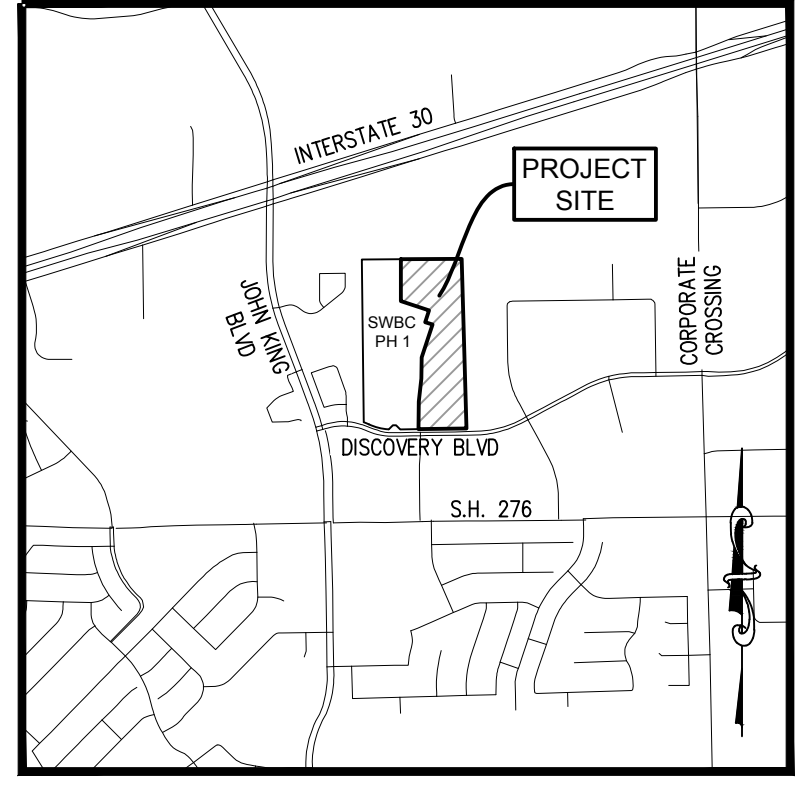 INTERSTATE 30
PROJECT
SITE
JOHN KING
BLVD
SWBC
PH 1
CORPORATE
CROSSING
DISCOVERY BLVD
S.H. 276